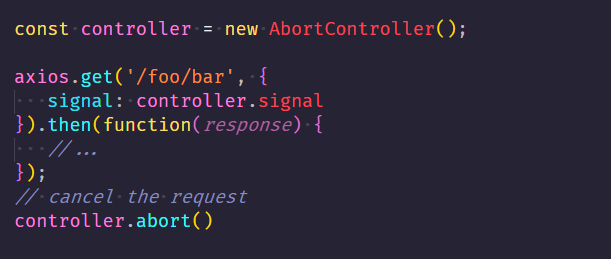 const controller = new AbortController();
axios.get('/foo/bar', {
signal: controller.signal
}).then(function(response) {
// ...
});
// cancel the request
controller.abort()